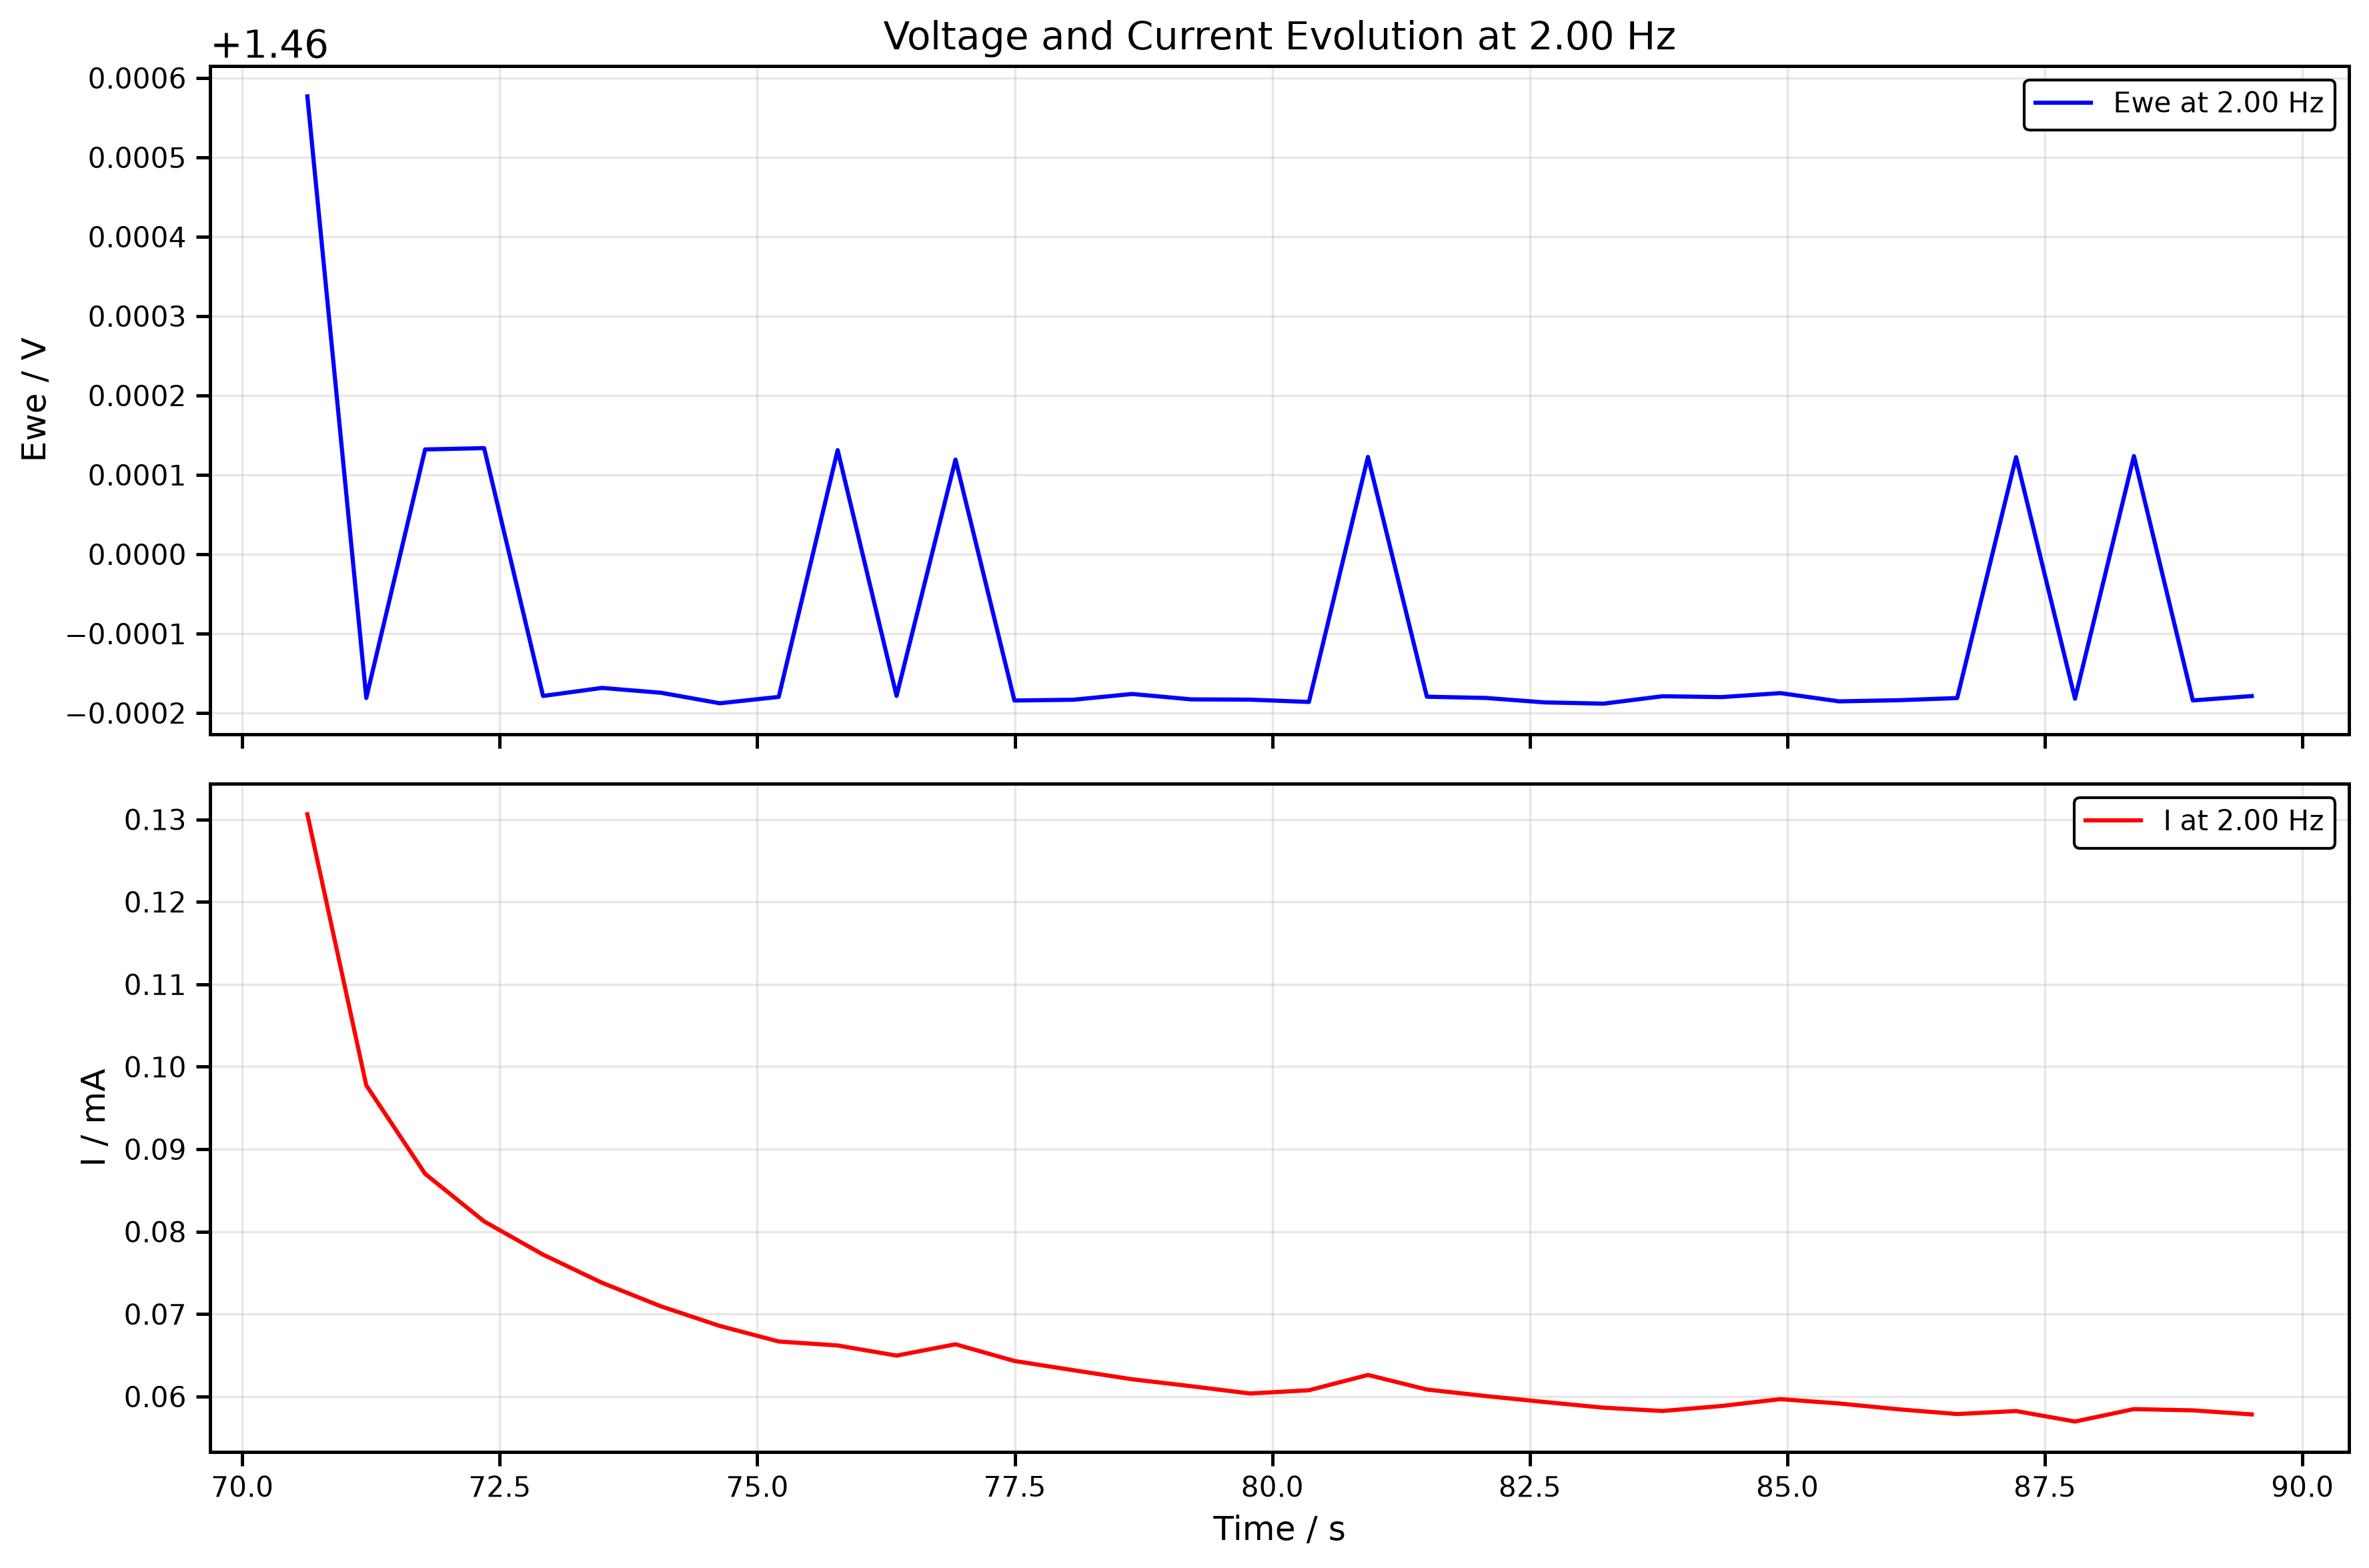 Voltage and Current Evolution at 2.00 Hz
+1.46
0.0006
0.0005
0.0004
0.0003
0.0002
0.0001
0.0000
−0.0001
−0.0002
Ewe / V
Ewe at 2.00 Hz
0.13
0.12
0.11
0.10
0.09
0.08
0.07
0.06
I / mA
I at 2.00 Hz
70.0 72.5 75.0 77.5 80.0 82.5 85.0 87.5 90.0
Time / s